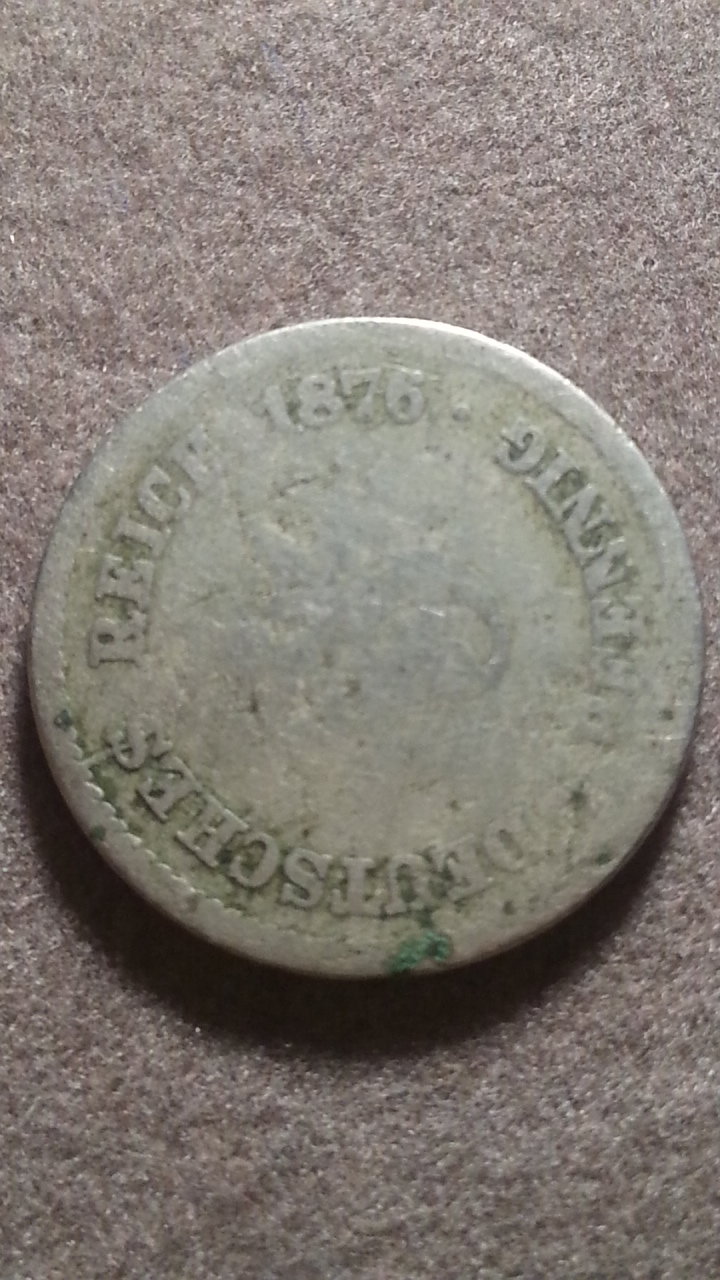 DEUTSCHES REICH 1876 · PFENNIG